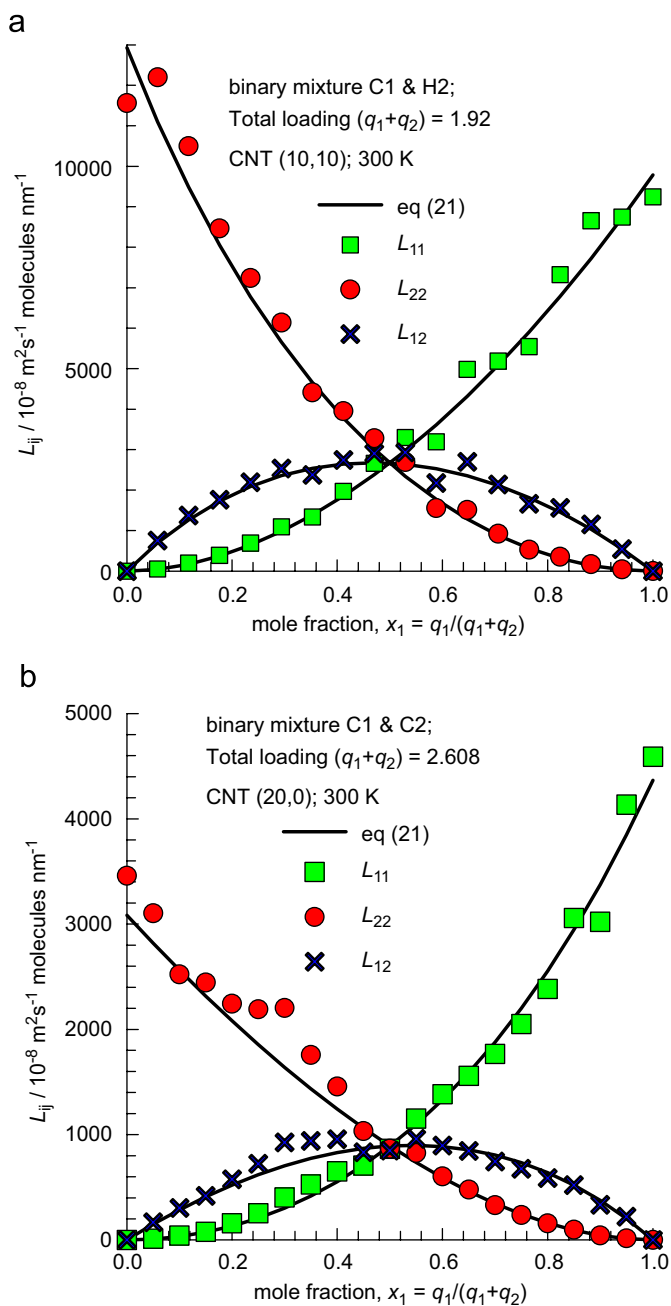 a
binary mixture C1 & H2;
Total loading (q1+q2) = 1.92
CNT (10,10); 300 K
eq (21)
L11
L22
L12
10000
5000
0
Lij / 10-8 m2s-1 molecules nm-1
0.0 0.2 0.4 0.6 0.8 1.0
mole fraction, x1 = q1/(q1+q2)
b
binary mixture C1 & C2;
Total loading (q1+q2) = 2.608
CNT (20,0); 300 K
eq (21)
L11
L22
L12
5000
4000
3000
2000
1000
0
Lij / 10-8 m2s-1 molecules nm-1
0.0 0.2 0.4 0.6 0.8 1.0
mole fraction, x1 = q1/(q1+q2)